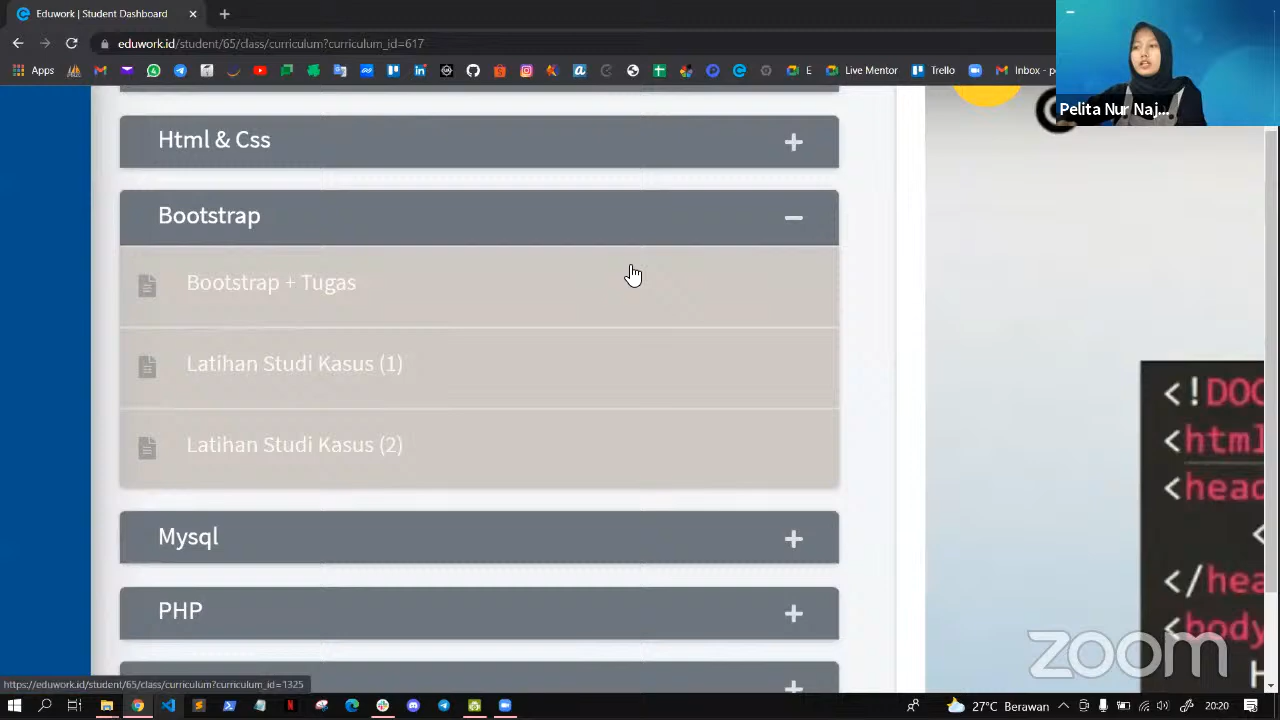 Eduwork | Student Dashboard
eduwork.id/student/65/class/curriculum?curriculum_id=617
Apps
E
Live Mentor
Trello
Inbox - p
Pelita Nur Naj...
Html & Css
Bootstrap
Bootstrap + Tugas
Latihan Studi Kasus (1)
Latihan Studi Kasus (2)
Mysql
PHP
<!DOC
<html
<head
<
</hea
<body
H
zoom
https://eduwork.id/student/65/class/curriculum?curriculum_id=1325
27°C Berawan
20:20